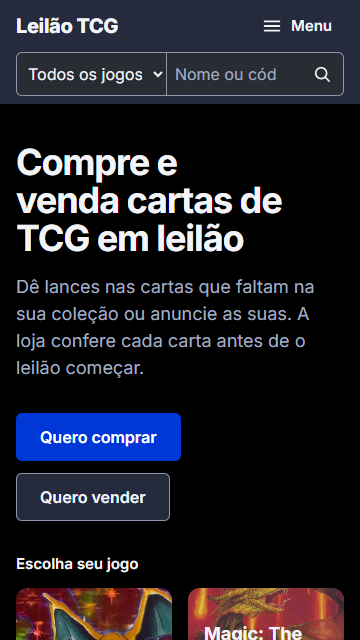 Leilão TCG
Menu
Todos os jogos
Nome ou cód
Compre e
venda cartas de
TCG em leilão
Dê lances nas cartas que faltam na
sua coleção ou anuncie as suas. A
loja confere cada carta antes de o
leilão começar.
Quero comprar
Quero vender
Escolha seu jogo
Magic: The